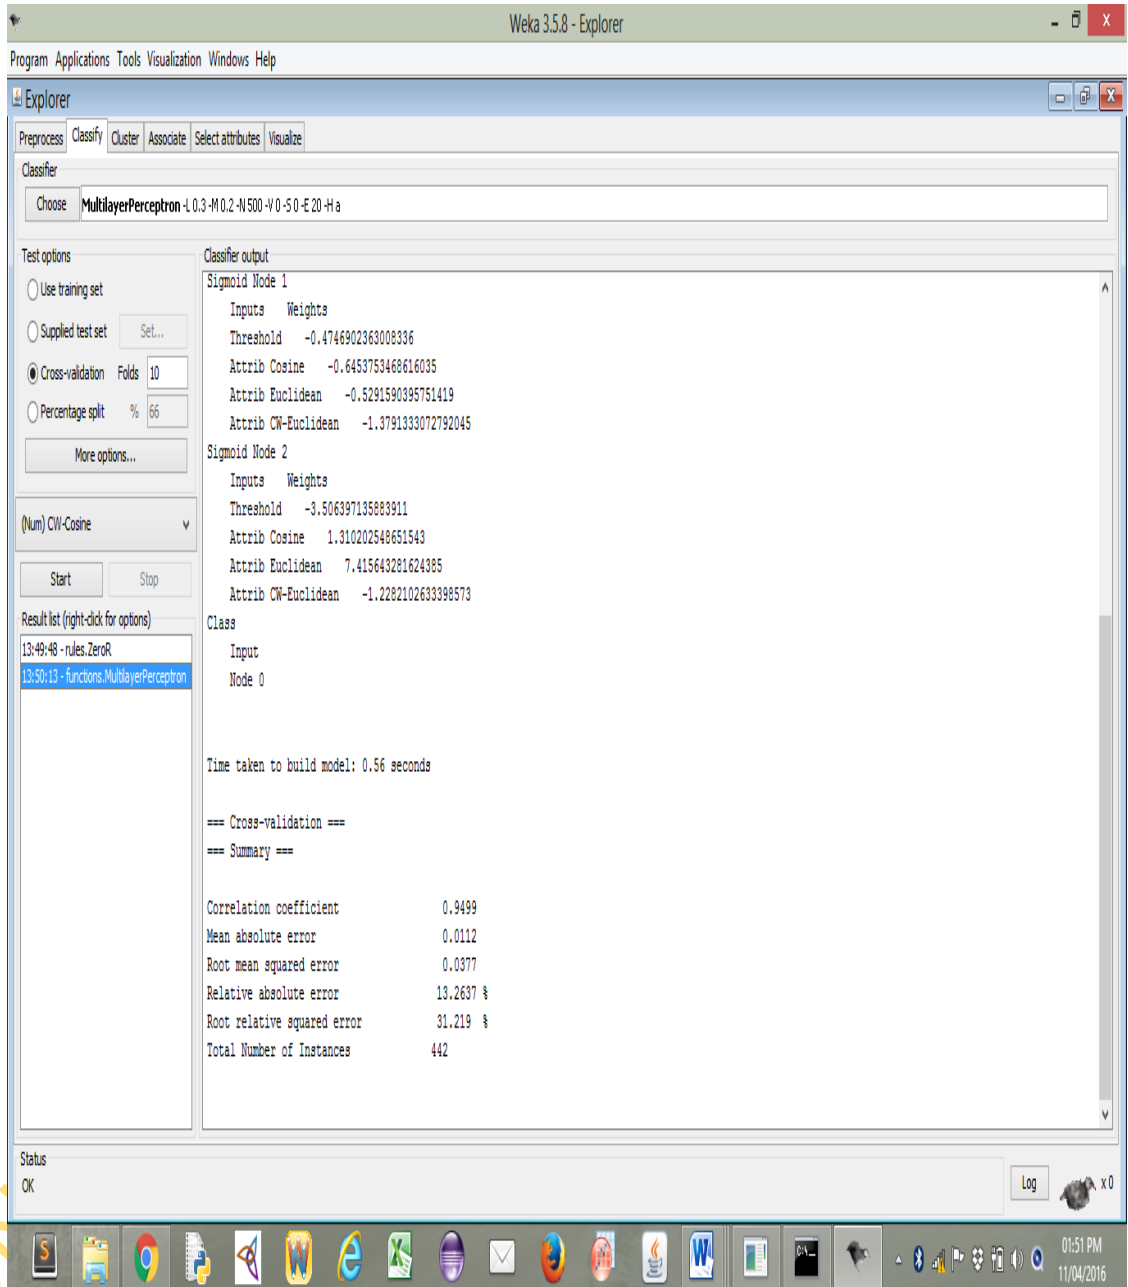 Weka 3.5.8 - Explorer
Program Applications Tools Visualization Windows Help
Explorer
Preprocess Classify Cluster Associate Select attributes Visualize
Classifier
Choose MultilayerPerceptron -L 0.3 -M 0.2 -N 500 -V 0 -S 0 -E 20 -H a
Test options
Use training set
Supplied test set Set...
Cross-validation Folds 10
Percentage split % 66
More options...
(Num) CW-Cosine
Start Stop
Result list (right-click for options)
13:49:48 - rules.ZeroR
13:50:13 - functions.MultilayerPerceptron
Classifier output
Sigmoid Node 1
Inputs Weights
Threshold -0.4746902363008336
Attrib Cosine -0.6453753468616035
Attrib Euclidean -0.5291590395751419
Attrib CW-Euclidean -1.3791333072792045
Sigmoid Node 2
Inputs Weights
Threshold -3.506397135883911
Attrib Cosine 1.310202548651543
Attrib Euclidean 7.415643281624385
Attrib CW-Euclidean -1.2282102633398573
Class
Input
Node 0
Time taken to build model: 0.56 seconds
=== Cross-validation ===
=== Summary ===
Correlation coefficient 0.9499
Mean absolute error 0.0112
Root mean squared error 0.0377
Relative absolute error 13.2637 %
Root relative squared error 31.219 %
Total Number of Instances 442
Status
OK
Log
x 0
01:51 PM
11/04/2016